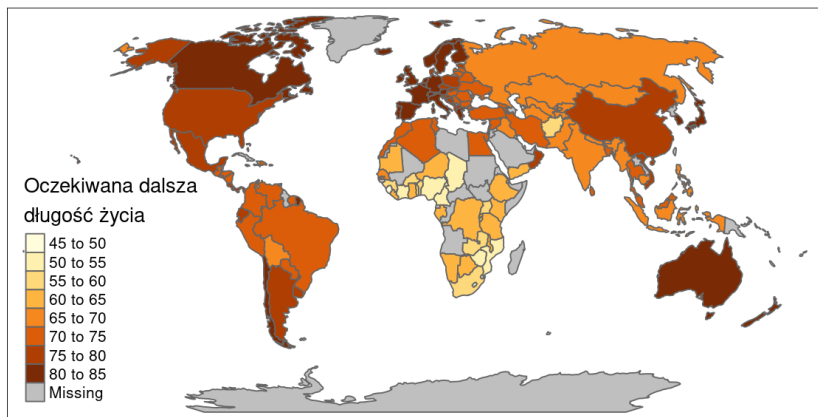 Oczekiwana dalsza
długość życia
45 to 50
50 to 55
55 to 60
60 to 65
65 to 70
70 to 75
75 to 80
80 to 85
Missing